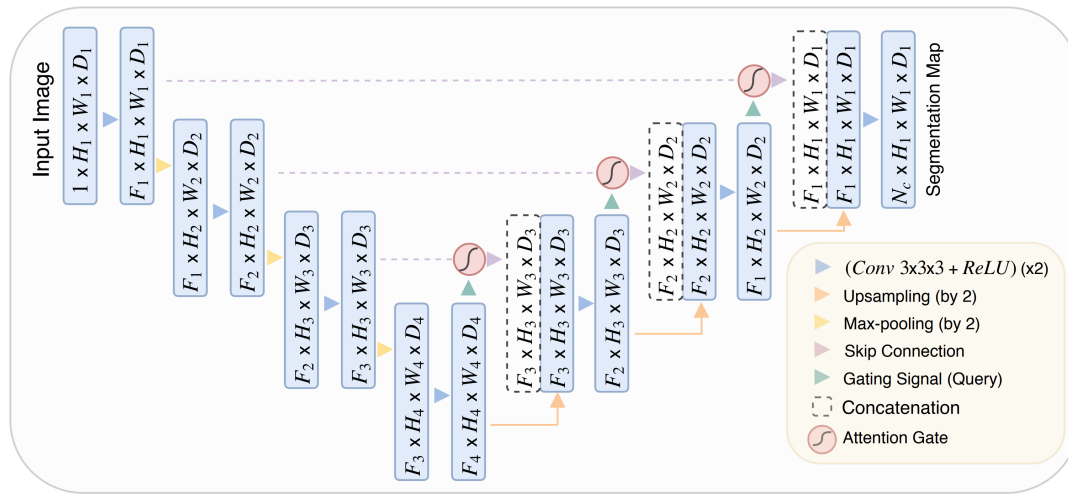 Input Image
1 x H₁ x W₁ x D₁
F₁ x H₁ x W₁ x D₁
F₁ x H₂ x W₂ x D₂
F₂ x H₂ x W₂ x D₂
F₂ x H₃ x W₃ x D₃
F₃ x H₃ x W₃ x D₃
F₃ x H₄ x W₄ x D₄
F₄ x H₄ x W₄ x D₄
F₃ x H₃ x W₃ x D₃
F₃ x H₃ x W₃ x D₃
F₂ x H₃ x W₃ x D₃
F₂ x H₂ x W₂ x D₂
F₂ x H₂ x W₂ x D₂
F₁ x H₂ x W₂ x D₂
F₁ x H₁ x W₁ x D₁
F₁ x H₁ x W₁ x D₁
N_c x H₁ x W₁ x D₁
Segmentation Map
(Conv 3x3x3 + ReLU) (x2)
Upsampling (by 2)
Max-pooling (by 2)
Skip Connection
Gating Signal (Query)
Concatenation
Attention Gate